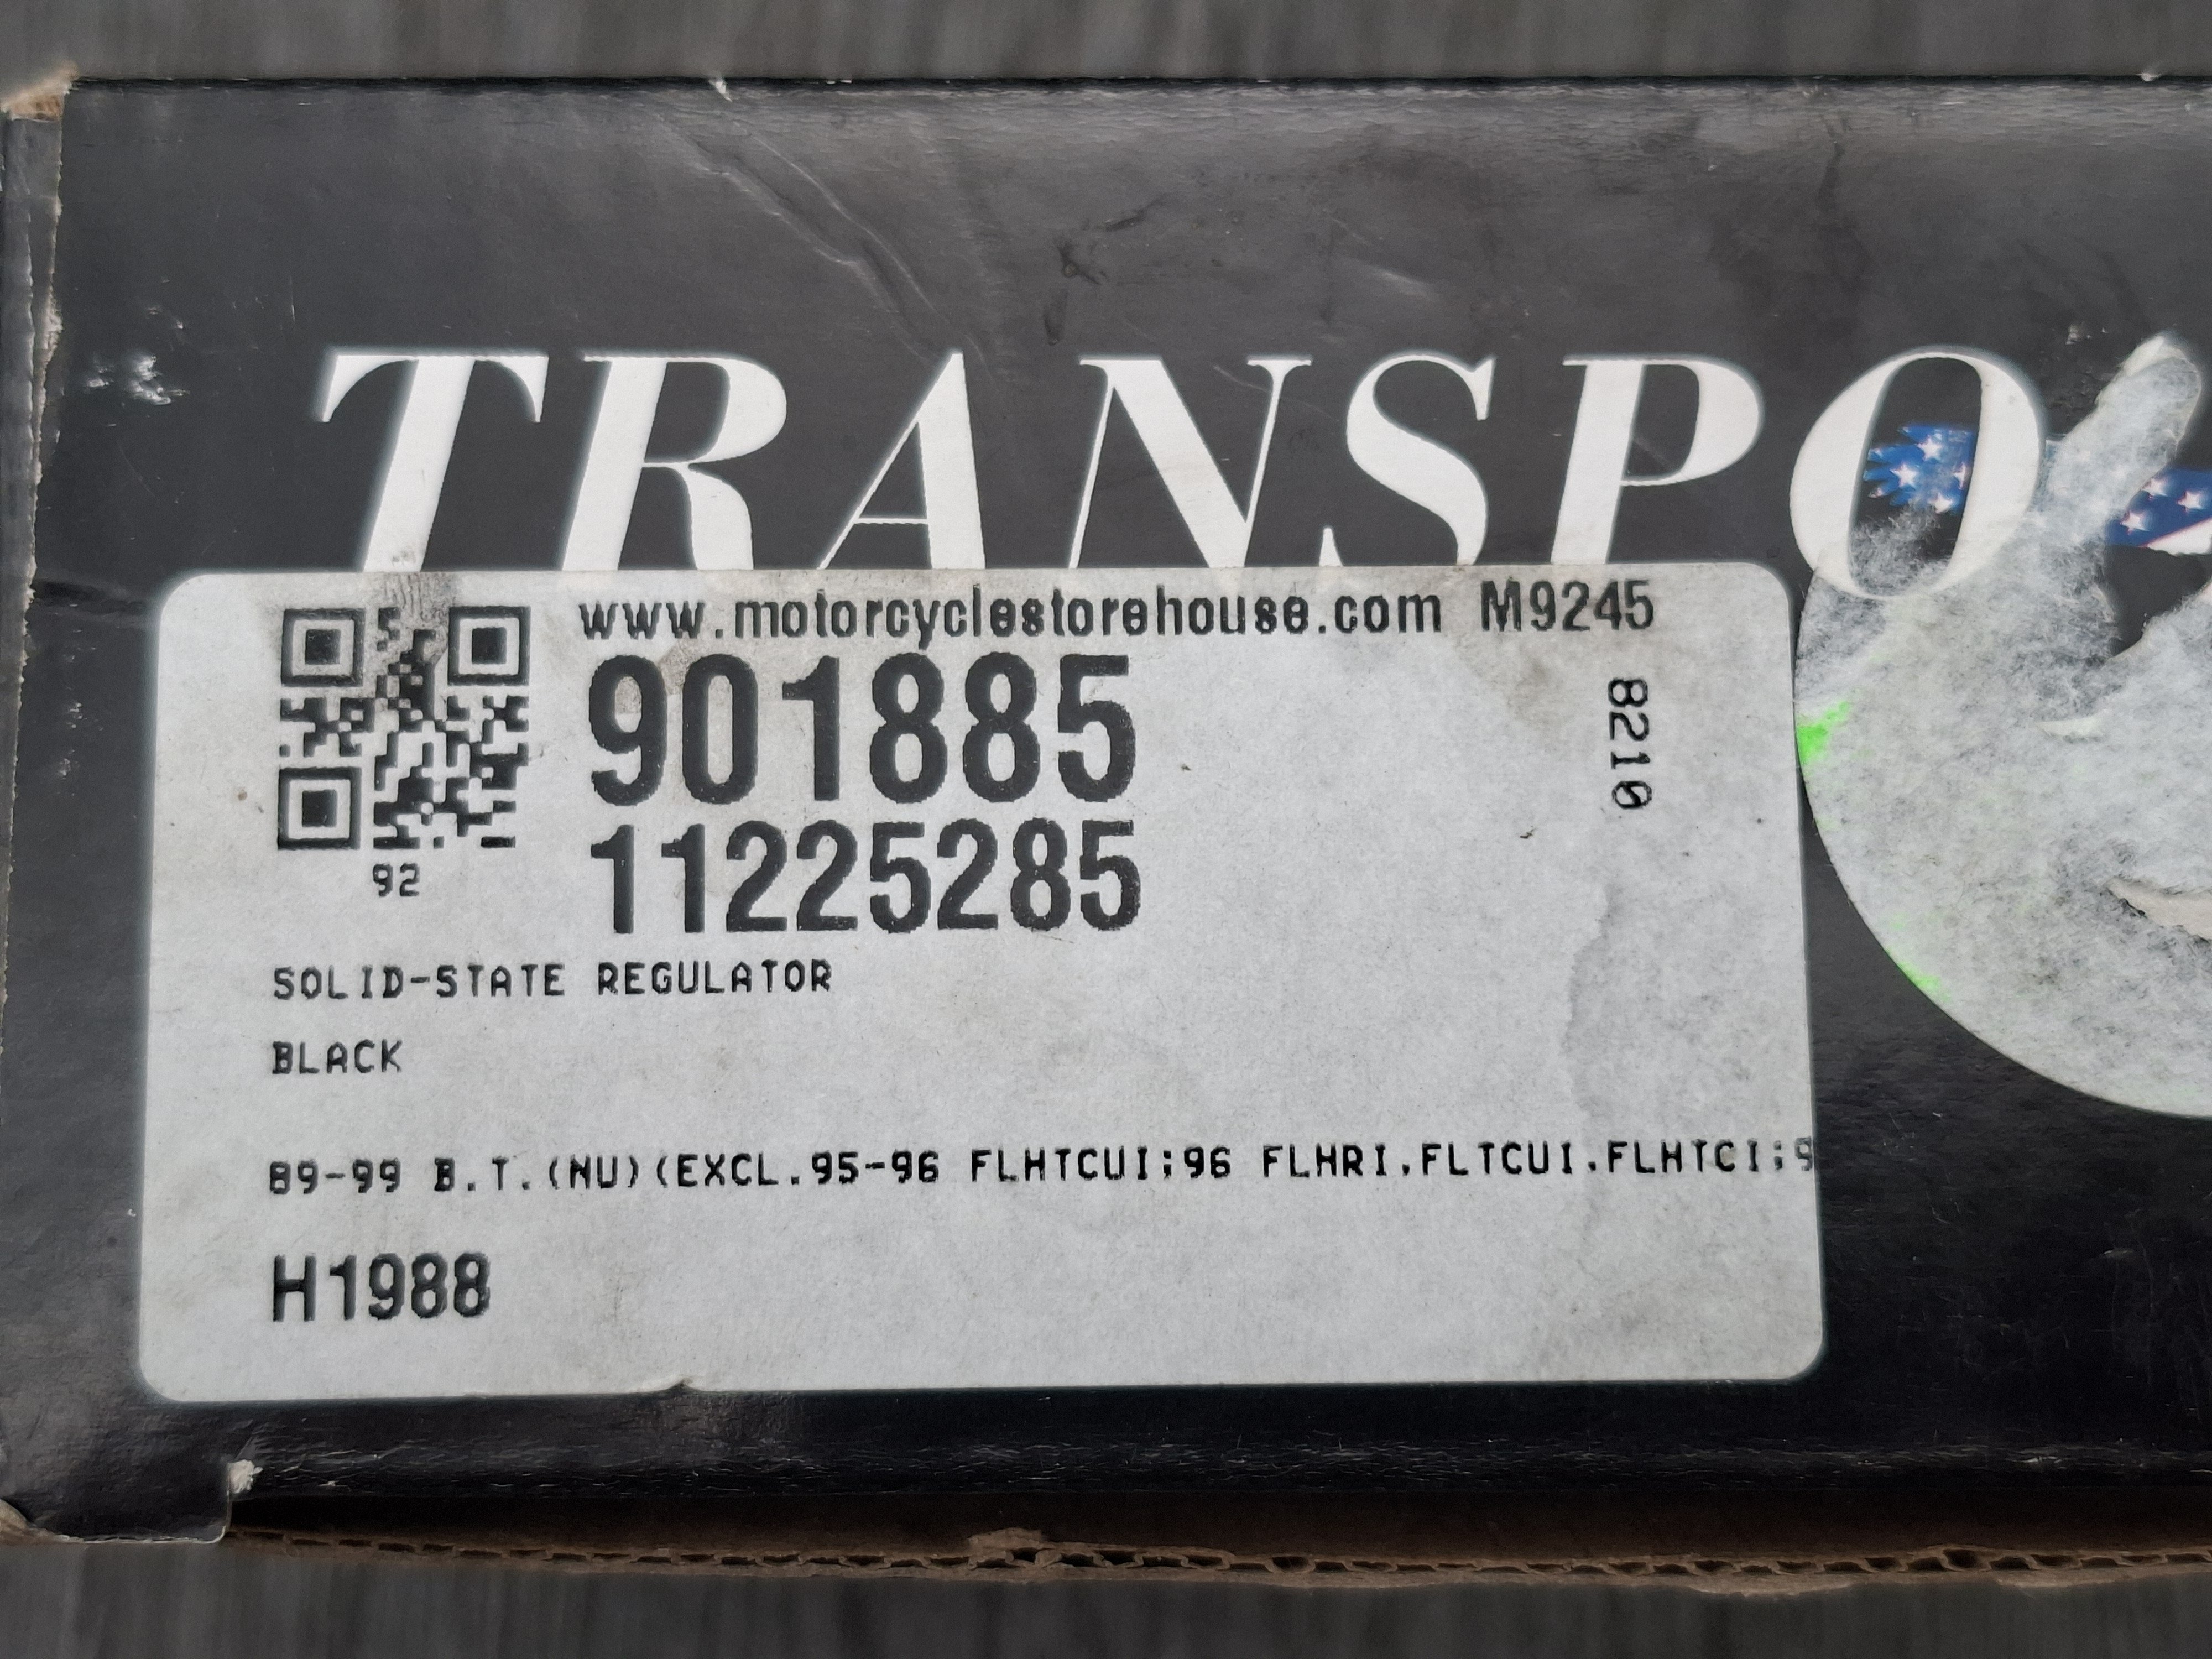 TRANSPO
www.motorcyclestorehouse.com M9245
901885
8210
11225285
92
SOLID-STATE REGULATOR
BLACK
89-99 B.T.(NU)(EXCL.95-96 FLHTCUI;96 FLHRI.FLTCUI.FLHTCI;9
H1988